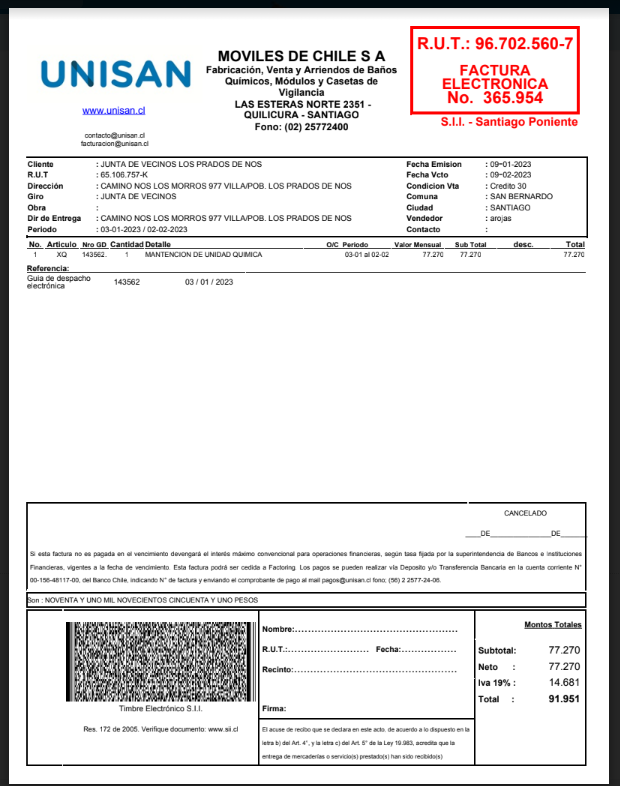 UNISAN
www.unisan.cl
contacto@unisan.cl
facturacion@unisan.cl
MOVILES DE CHILE S A
Fabricación, Venta y Arriendos de Baños
Químicos, Módulos y Casetas de
Vigilancia
LAS ESTERAS NORTE 2351 -
QUILICURA - SANTIAGO
Fono: (02) 25772400
R.U.T.: 96.702.560-7
FACTURA
ELECTRONICA
No. 365.954
S.I.I. - Santiago Poniente
Cliente : JUNTA DE VECINOS LOS PRADOS DE NOS
R.U.T : 65.106.757-K
Dirección : CAMINO NOS LOS MORROS 977 VILLA/POB. LOS PRADOS DE NOS
Giro : JUNTA DE VECINOS
Obra :
Dir de Entrega : CAMINO NOS LOS MORROS 977 VILLA/POB. LOS PRADOS DE NOS
Periodo : 03-01-2023 / 02-02-2023
Fecha Emision : 09-01-2023
Fecha Vcto : 09-02-2023
Condicion Vta : Credito 30
Comuna : SAN BERNARDO
Ciudad : SANTIAGO
Vendedor : arojas
Contacto :
No. Articulo Nro GD Cantidad Detalle O/C Periodo Valor Mensual Sub Total desc. Total
1 XQ 143562. 1 MANTENCION DE UNIDAD QUIMICA 03-01 al 02-02 77.270 77.270 77.270
Referencia:
Guia de despacho
electrónica
143562 03 / 01 / 2023
CANCELADO
____DE______________DE______
Si esta factura no es pagada en el vencimiento devengará el interés máximo convencional para operaciones financieras, según tasa fijada por la superintendencia de Bancos e Instituciones
Financieras, vigentes a la fecha de vencimiento. Esta factura podrá ser cedida a Factoring. Los pagos se pueden realizar vía Deposito y/o Transferencia Bancaria en la cuenta corriente N°
00-156-48117-00, del Banco Chile, indicando N° de factura y enviando el comprobante de pago al mail pagos@unisan.cl fono; (56) 2 2577-24-06.
Son : NOVENTA Y UNO MIL NOVECIENTOS CINCUENTA Y UNO PESOS
Timbre Electrónico S.I.I.
Res. 172 de 2005. Verifique documento: www.sii.cl
Nombre:................................................
R.U.T.:........................ Fecha:.................
Recinto:.................................................
Firma:
El acuse de recibo que se declara en este acto, de acuerdo a lo dispuesto en la
letra b) del Art. 4°, y la letra c) del Art. 5° de la Ley 19.983, acredita que la
entrega de mercaderías o servicio(s) prestado(s) han sido recibido(s)
Montos Totales
Subtotal: 77.270
Neto : 77.270
Iva 19% : 14.681
Total : 91.951